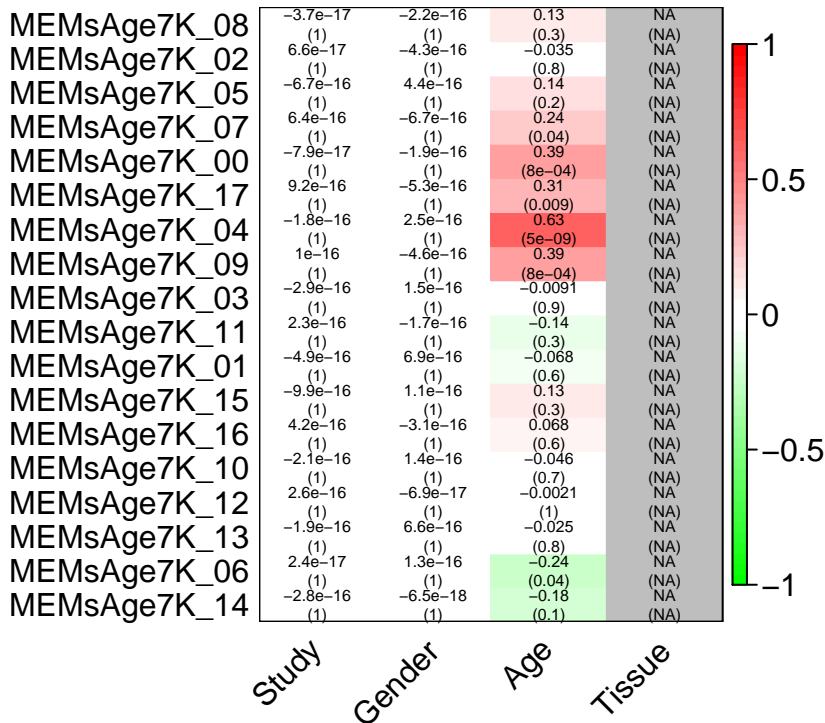 MEMsAge7K_08 −3.7e−17 −2.2e−16 0.13 NA
(1) (1) (0.3) (NA)
MEMsAge7K_02 6.6e−17 −4.3e−16 −0.035 NA
(1) (1) (0.8) (NA)
MEMsAge7K_05 −6.7e−16 4.4e−16 0.14 NA
(1) (1) (0.2) (NA)
MEMsAge7K_07 6.4e−16 −6.7e−16 0.24 NA
(1) (1) (0.04) (NA)
MEMsAge7K_00 −7.9e−17 −1.9e−16 0.39 NA
(1) (1) (8e−04) (NA)
MEMsAge7K_17 9.2e−16 −5.3e−16 0.31 NA
(1) (1) (0.009) (NA)
MEMsAge7K_04 −1.8e−16 2.5e−16 0.63 NA
(1) (1) (5e−09) (NA)
MEMsAge7K_09 1e−16 −4.6e−16 0.39 NA
(1) (1) (8e−04) (NA)
MEMsAge7K_03 −2.9e−16 1.5e−16 −0.0091 NA
(1) (1) (0.9) (NA)
MEMsAge7K_11 2.3e−16 −1.7e−16 −0.14 NA
(1) (1) (0.3) (NA)
MEMsAge7K_01 −4.9e−16 6.9e−16 −0.068 NA
(1) (1) (0.6) (NA)
MEMsAge7K_15 −9.9e−16 1.1e−16 0.13 NA
(1) (1) (0.3) (NA)
MEMsAge7K_16 4.2e−16 −3.1e−16 0.068 NA
(1) (1) (0.6) (NA)
MEMsAge7K_10 −2.1e−16 1.4e−16 −0.046 NA
(1) (1) (0.7) (NA)
MEMsAge7K_12 2.6e−16 −6.9e−17 −0.0021 NA
(1) (1) (1) (NA)
MEMsAge7K_13 −1.9e−16 6.6e−16 −0.025 NA
(1) (1) (0.8) (NA)
MEMsAge7K_06 2.4e−17 1.3e−16 −0.24 NA
(1) (1) (0.04) (NA)
MEMsAge7K_14 −2.8e−16 −6.5e−18 −0.18 NA
(1) (1) (0.1) (NA)
Study Gender Age Tissue
1
0.5
0
−0.5
−1